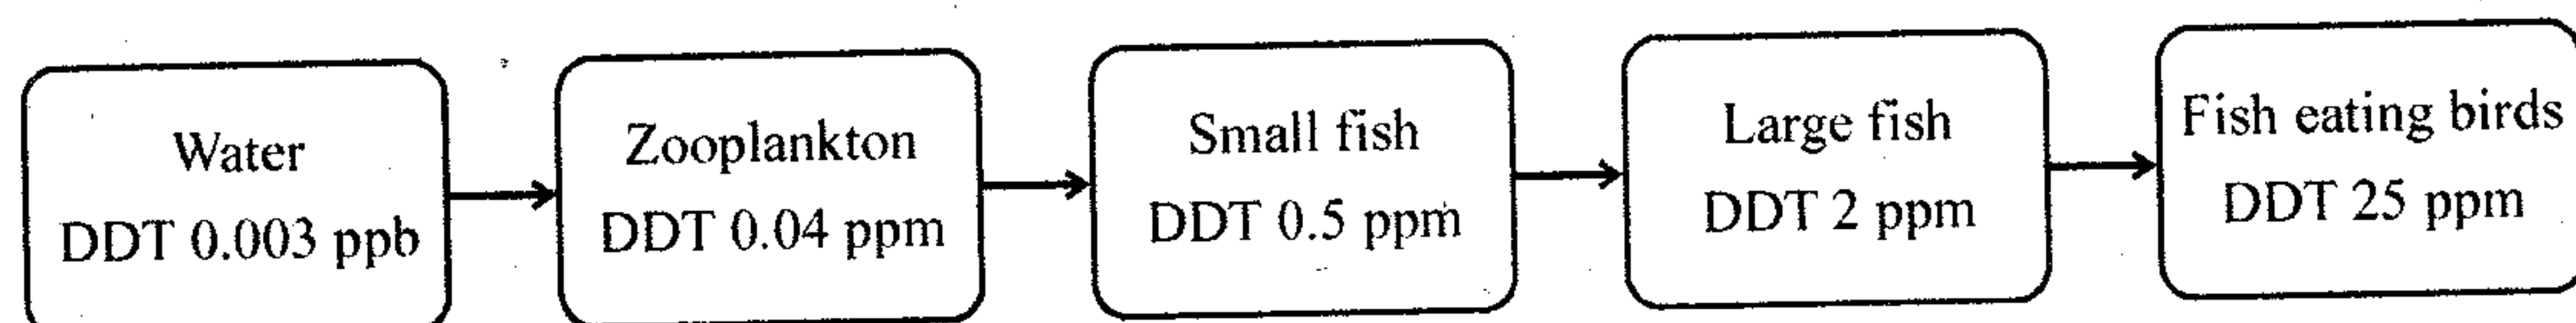 Water
DDT 0.003 ppb
Zooplankton
DDT 0.04 ppm
Small fish
DDT 0.5 ppm
Large fish
DDT 2 ppm
Fish eating birds
DDT 25 ppm